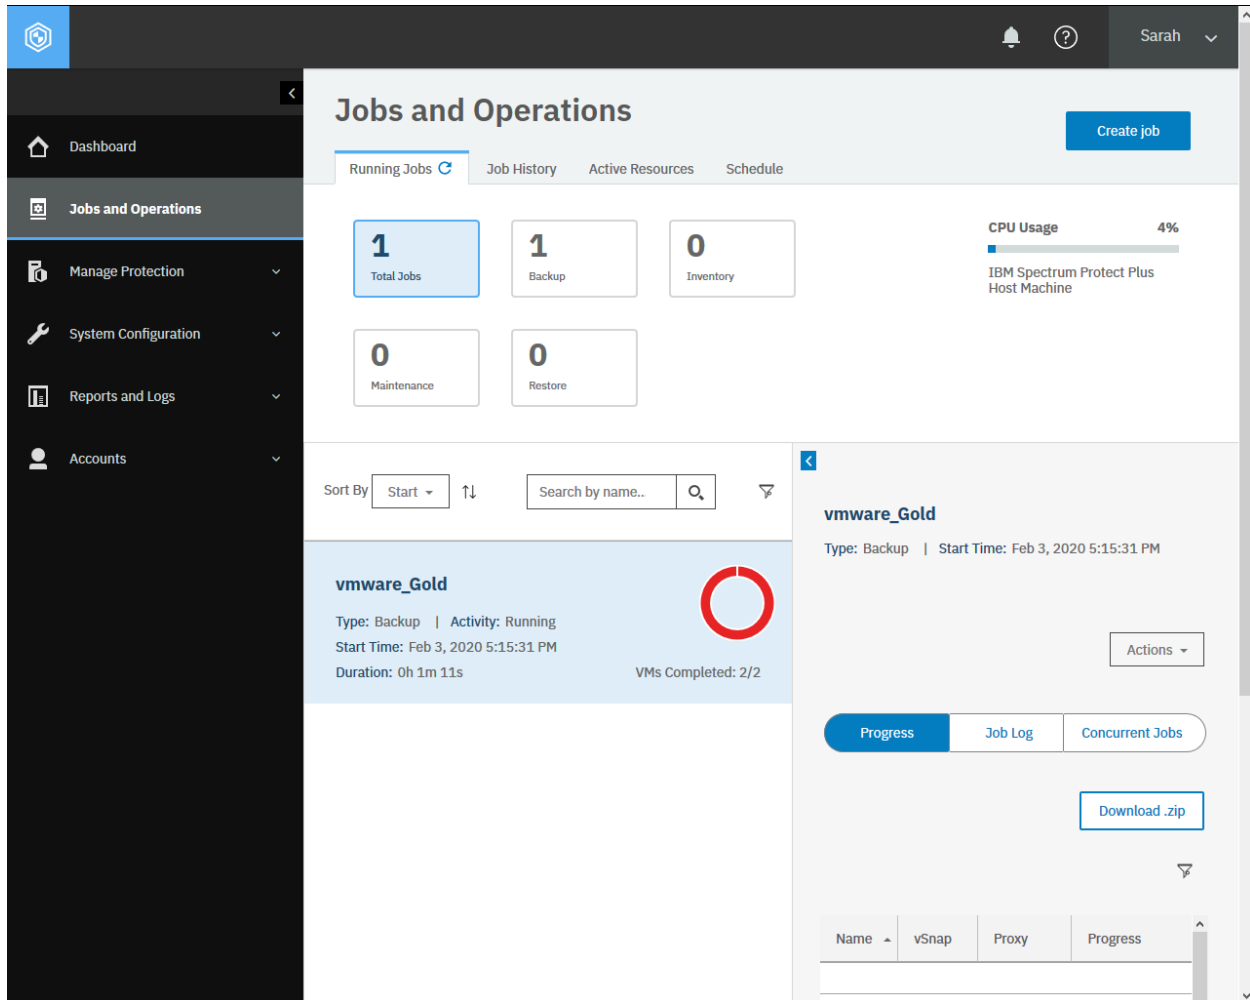 Sarah
Dashboard
Jobs and Operations
Manage Protection
System Configuration
Reports and Logs
Accounts
Jobs and Operations
Create job
Running Jobs Job History Active Resources Schedule
1
Total Jobs
1
Backup
0
Inventory
0
Maintenance
0
Restore
CPU Usage 4%
IBM Spectrum Protect Plus
Host Machine
Sort By Start Search by name..
vmware_Gold
Type: Backup | Activity: Running
Start Time: Feb 3, 2020 5:15:31 PM
Duration: 0h 1m 11s VMs Completed: 2/2
vmware_Gold
Type: Backup | Start Time: Feb 3, 2020 5:15:31 PM
Actions
Progress Job Log Concurrent Jobs
Download .zip
Name vSnap Proxy Progress